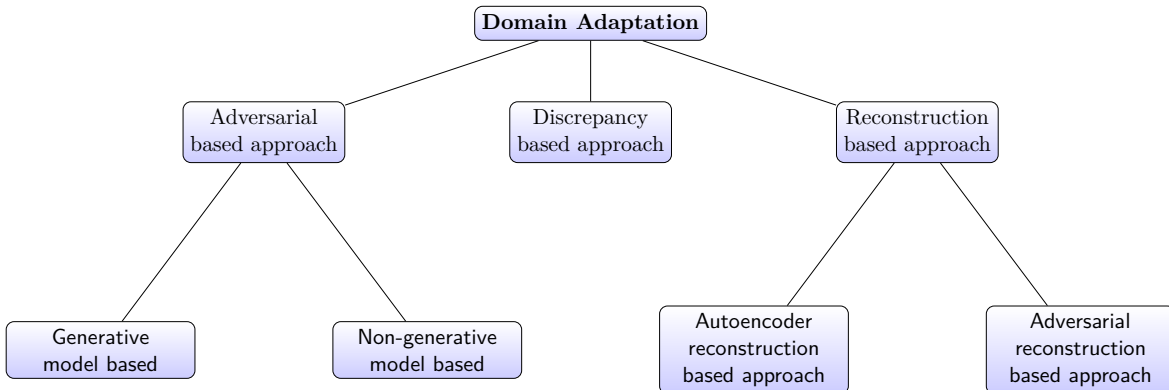 Domain Adaptation
Adversarial
based approach
Discrepancy
based approach
Reconstruction
based approach
Generative
model based
Non-generative
model based
Autoencoder
reconstruction
based approach
Adversarial
reconstruction
based approach